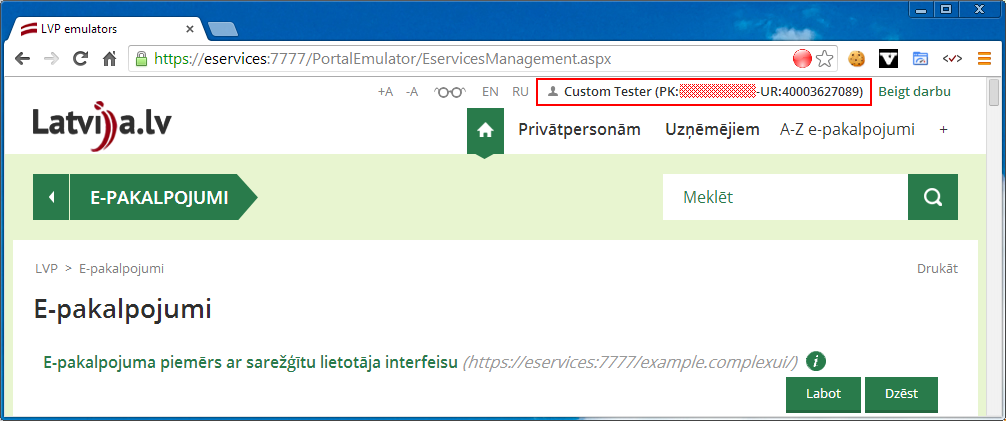 LVP emulators
https://eservices:7777/PortalEmulator/EservicesManagement.aspx
+A -A EN RU Custom Tester (PK: -UR:40003627089) Beigt darbu
Latvija.lv
Privātpersonām Uzņēmējiem A-Z e-pakalpojumi +
E-PAKALPOJUMI
Meklēt
LVP > E-pakalpojumi Drukāt
E-pakalpojumi
E-pakalpojuma piemērs ar sarežģītu lietotāja interfeisu (https://eservices:7777/example.complexui/) i
Labot Dzēst